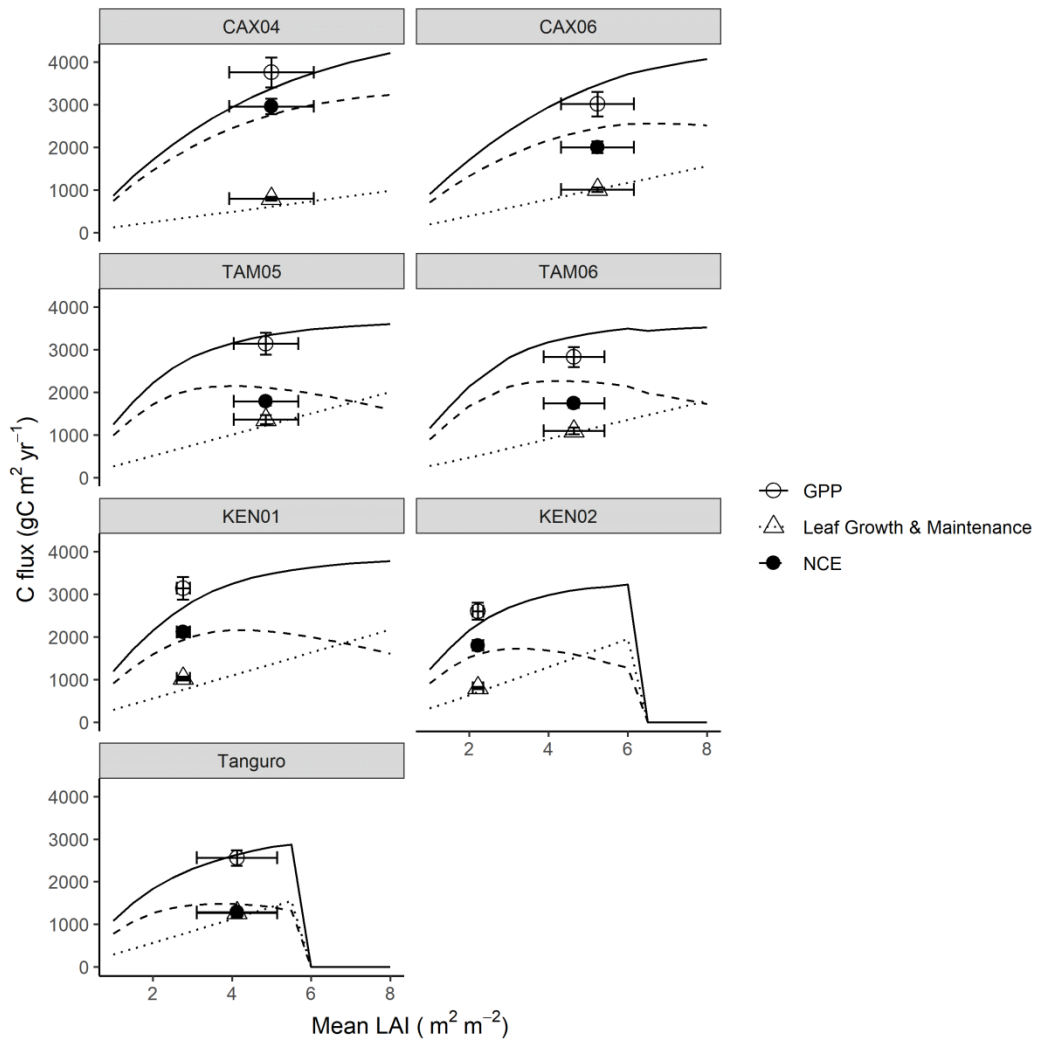 CAX04 CAX06
4000
3000
2000
1000
0
TAM05 TAM06
4000
3000
2000
1000
0
KEN01 KEN02
4000
3000
2000
1000
0
2 4 6 8
Tanguro
4000
3000
2000
1000
0
2 4 6 8
Mean LAI ( m² m⁻²)
C flux (gC m² yr⁻¹)
GPP
Leaf Growth & Maintenance
NCE